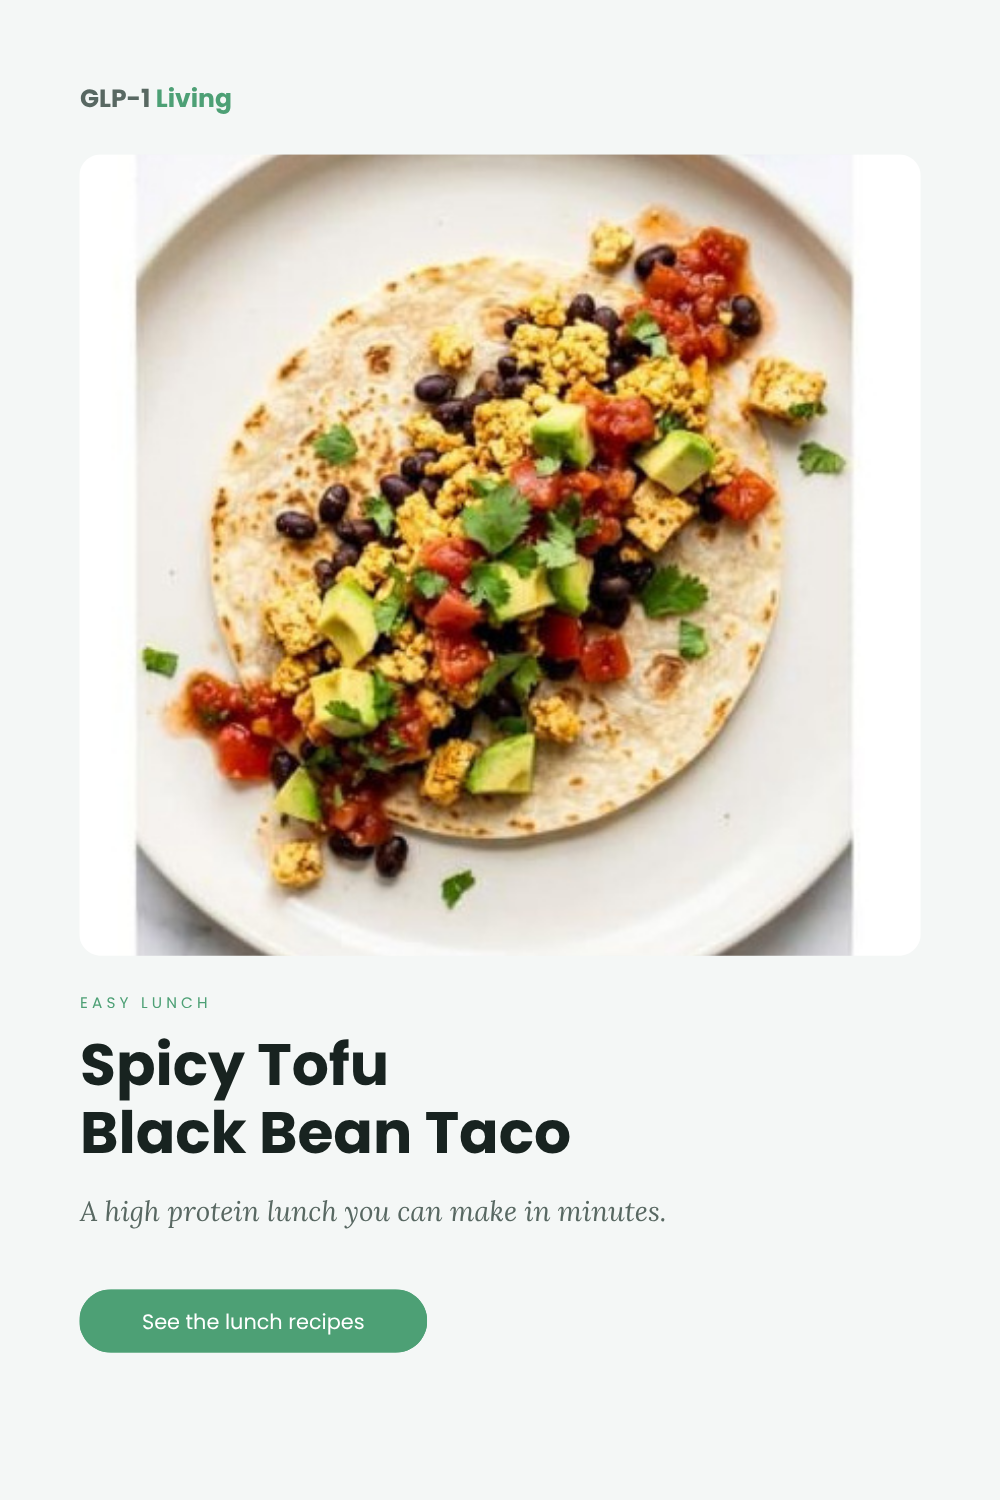 GLP-1 Living
EASY LUNCH
Spicy Tofu
Black Bean Taco
A high protein lunch you can make in minutes.
See the lunch recipes